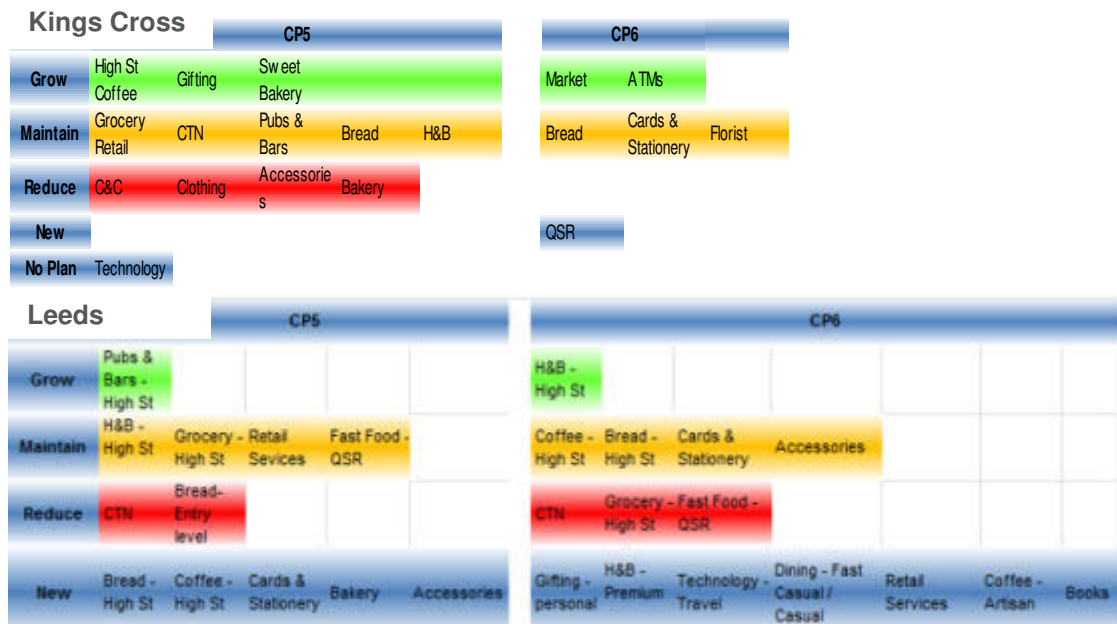 Kings Cross
CP5 CP6
Grow High St Coffee Gifting Sweet Bakery Market ATMs
Maintain Grocery Retail CTN Pubs & Bars Bread H&B Bread Cards & Stationery Florist
Reduce C&C Clothing Accessories Bakery
New QSR
No Plan Technology
Leeds
CP5 CP6
Grow Pubs & Bars - High St H&B - High St
Maintain H&B - High St Grocery - High St Retail Sevices Fast Food - QSR Coffee - High St Bread - High St Cards & Stationery Accessories
Reduce CTN Bread- Entry level CTN Grocery - High St Fast Food - QSR
New Bread - High St Coffee - High St Cards & Stationery Bakery Accessories Gifting - personal H&B - Premium Technology - Travel Dining - Fast Casual / Casual Retail Services Coffee - Artisan Books